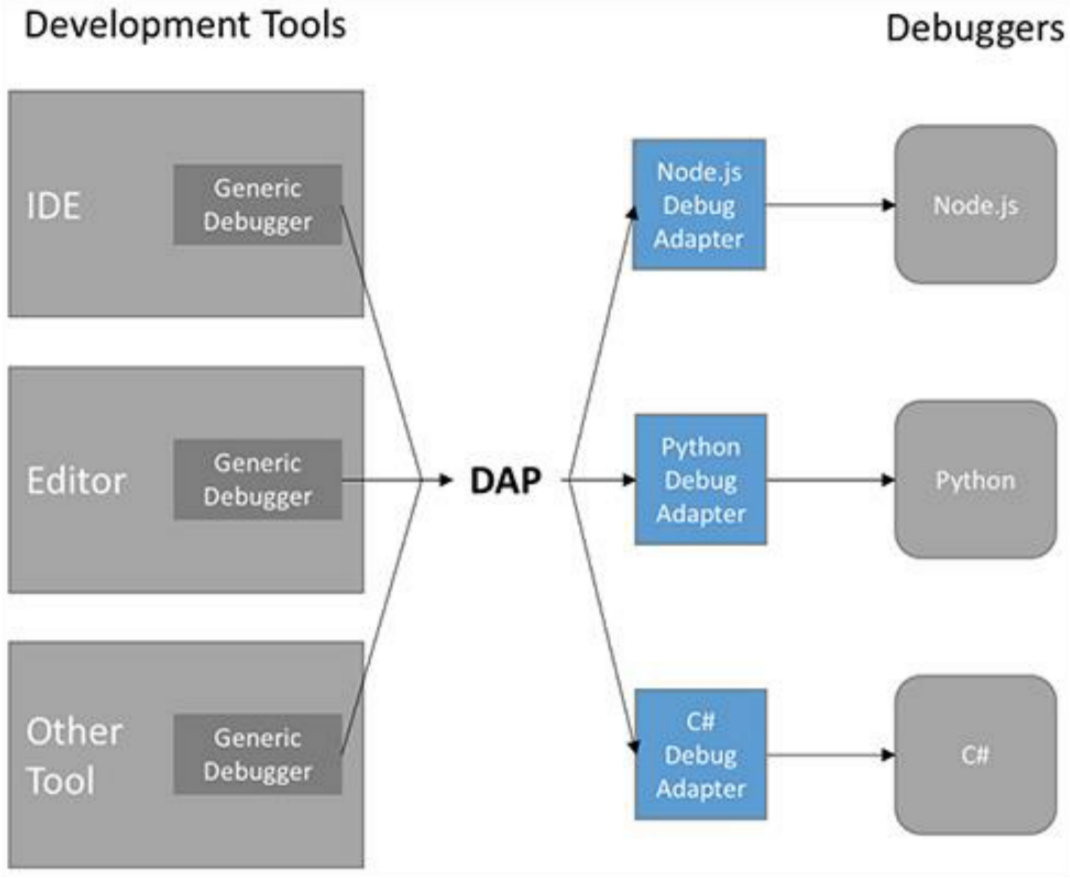 Development Tools
Debuggers
IDE
Generic
Debugger
Node.js
Debug
Adapter
Node.js
Editor
Generic
Debugger
DAP
Python
Debug
Adapter
Python
Other
Tool
Generic
Debugger
C#
Debug
Adapter
C#